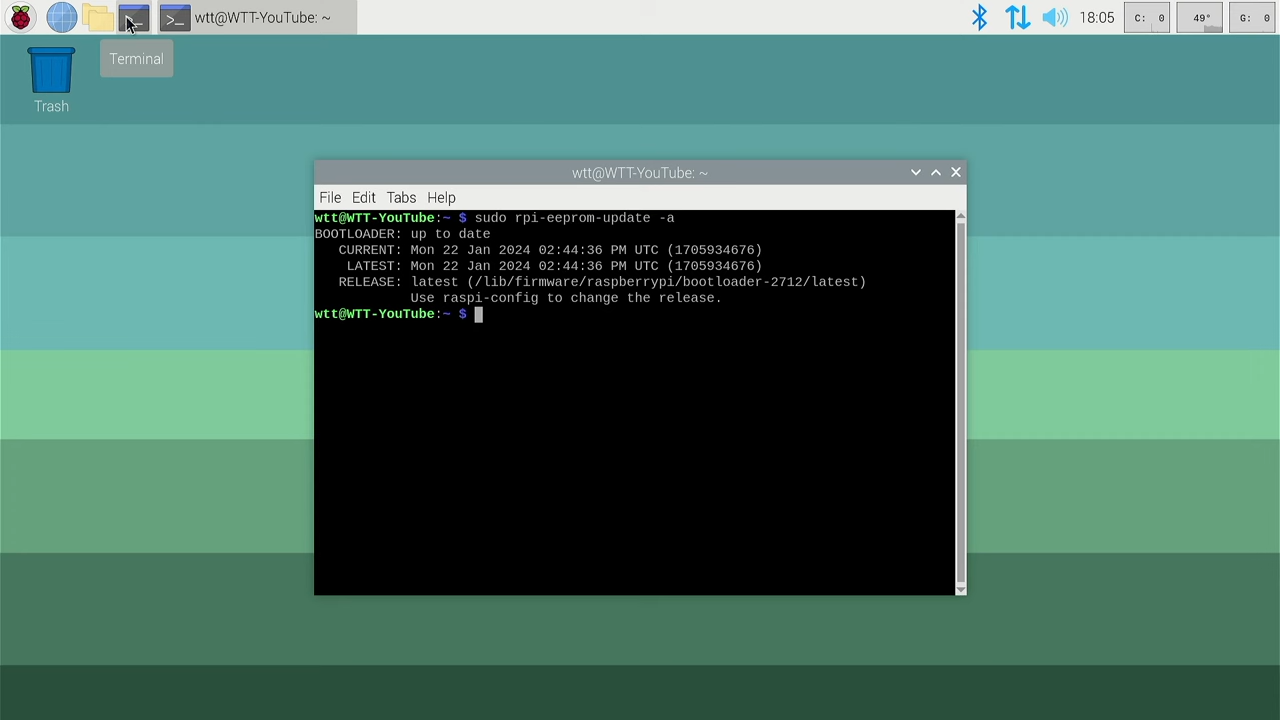 >_ wtt@WTT-YouTube: ~ 18:05 C: 0 49° G: 0
Terminal
Trash
wtt@WTT-YouTube: ~
File Edit Tabs Help
wtt@WTT-YouTube:~ $ sudo rpi-eeprom-update -a
BOOTLOADER: up to date
CURRENT: Mon 22 Jan 2024 02:44:36 PM UTC (1705934676)
LATEST: Mon 22 Jan 2024 02:44:36 PM UTC (1705934676)
RELEASE: latest (/lib/firmware/raspberrypi/bootloader-2712/latest)
Use raspi-config to change the release.
wtt@WTT-YouTube:~ $